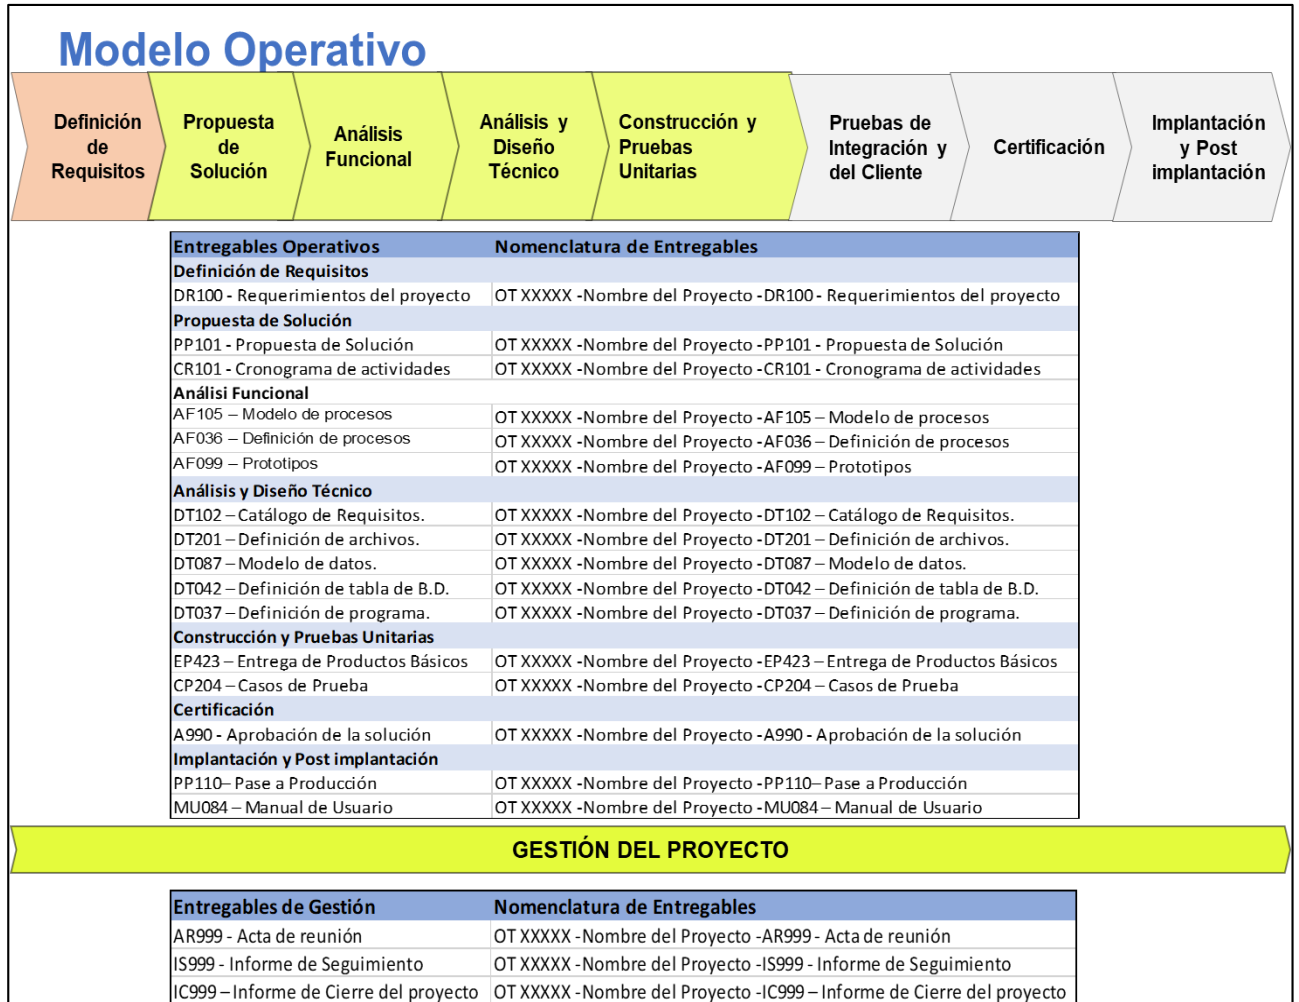 Modelo Operativo
Definición
de
Requisitos
Propuesta
de
Solución
Análisis
Funcional
Análisis y
Diseño
Técnico
Construcción y
Pruebas
Unitarias
Pruebas de
Integración y
del Cliente
Certificación
Implantación
y Post
implantación
Entregables Operativos Nomenclatura de Entregables
Definición de Requisitos
DR100 - Requerimientos del proyecto OT XXXXX -Nombre del Proyecto -DR100 - Requerimientos del proyecto
Propuesta de Solución
PP101 - Propuesta de Solución OT XXXXX -Nombre del Proyecto -PP101 - Propuesta de Solución
CR101 - Cronograma de actividades OT XXXXX -Nombre del Proyecto -CR101 - Cronograma de actividades
Análisi Funcional
AF105 – Modelo de procesos OT XXXXX -Nombre del Proyecto -AF105 – Modelo de procesos
AF036 – Definición de procesos OT XXXXX -Nombre del Proyecto -AF036 – Definición de procesos
AF099 – Prototipos OT XXXXX -Nombre del Proyecto -AF099 – Prototipos
Análisis y Diseño Técnico
DT102 – Catálogo de Requisitos. OT XXXXX -Nombre del Proyecto -DT102 – Catálogo de Requisitos.
DT201 – Definición de archivos. OT XXXXX -Nombre del Proyecto -DT201 – Definición de archivos.
DT087 – Modelo de datos. OT XXXXX -Nombre del Proyecto -DT087 – Modelo de datos.
DT042 – Definición de tabla de B.D. OT XXXXX -Nombre del Proyecto -DT042 – Definición de tabla de B.D.
DT037 – Definición de programa. OT XXXXX -Nombre del Proyecto -DT037 – Definición de programa.
Construcción y Pruebas Unitarias
EP423 – Entrega de Productos Básicos OT XXXXX -Nombre del Proyecto -EP423 – Entrega de Productos Básicos
CP204 – Casos de Prueba OT XXXXX -Nombre del Proyecto -CP204 – Casos de Prueba
Certificación
A990 - Aprobación de la solución OT XXXXX -Nombre del Proyecto -A990 - Aprobación de la solución
Implantación y Post implantación
PP110– Pase a Producción OT XXXXX -Nombre del Proyecto -PP110– Pase a Producción
MU084 – Manual de Usuario OT XXXXX -Nombre del Proyecto -MU084 – Manual de Usuario
GESTIÓN DEL PROYECTO
Entregables de Gestión Nomenclatura de Entregables
AR999 - Acta de reunión OT XXXXX -Nombre del Proyecto -AR999 - Acta de reunión
IS999 - Informe de Seguimiento OT XXXXX -Nombre del Proyecto -IS999 - Informe de Seguimiento
IC999 – Informe de Cierre del proyecto OT XXXXX -Nombre del Proyecto -IC999 – Informe de Cierre del proyecto